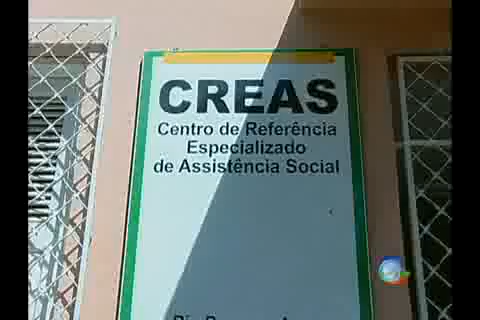 CREAS
Centro de Referência
Especializado
de Assistência Social